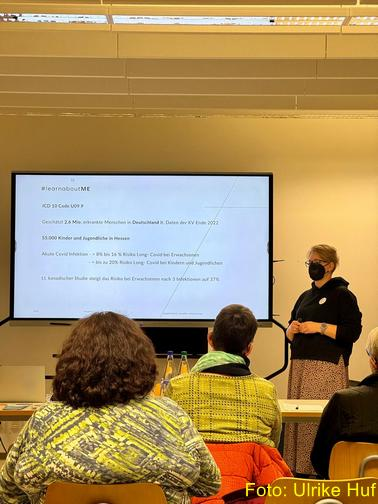 #learnaboutME
ICD 10 Code U09.9
Geschätzt 2,6 Mio. erkrankte Menschen in Deutschland lt. Daten der KV Ende 2022
55.000 Kinder und Jugendliche in Hessen
Akute Covid Infektion -> 8% bis 16 % Risiko Long- Covid bei Erwachsenen
-> bis zu 20% Risiko Long- Covid bei Kindern und Jugendlichen
Lt. kanadischer Studie steigt das Risiko bei Erwachsenen nach 3 Infektionen auf 37%
Foto: Ulrike Huf